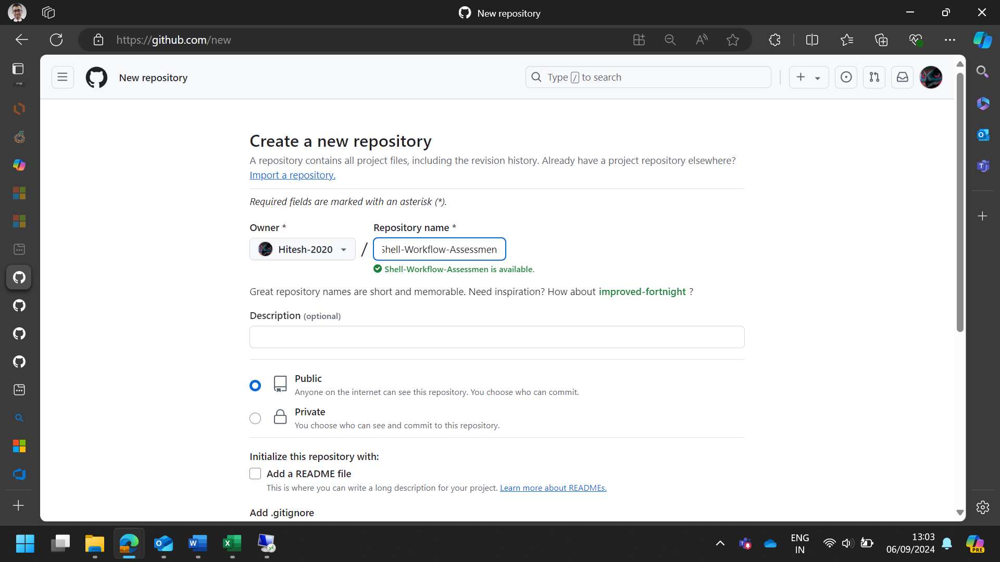 New repository
https://github.com/new
New repository
Type / to search
Create a new repository
A repository contains all project files, including the revision history. Already have a project repository elsewhere?
Import a repository.
Required fields are marked with an asterisk (*).
Owner *
Repository name *
Hitesh-2020
/
Shell-Workflow-Assessmen
Shell-Workflow-Assessmen is available.
Great repository names are short and memorable. Need inspiration? How about improved-fortnight ?
Description (optional)
Public
Anyone on the internet can see this repository. You choose who can commit.
Private
You choose who can see and commit to this repository.
Initialize this repository with:
Add a README file
This is where you can write a long description for your project. Learn more about READMEs.
Add .gitignore
ENG
IN
13:03
06/09/2024
PRE